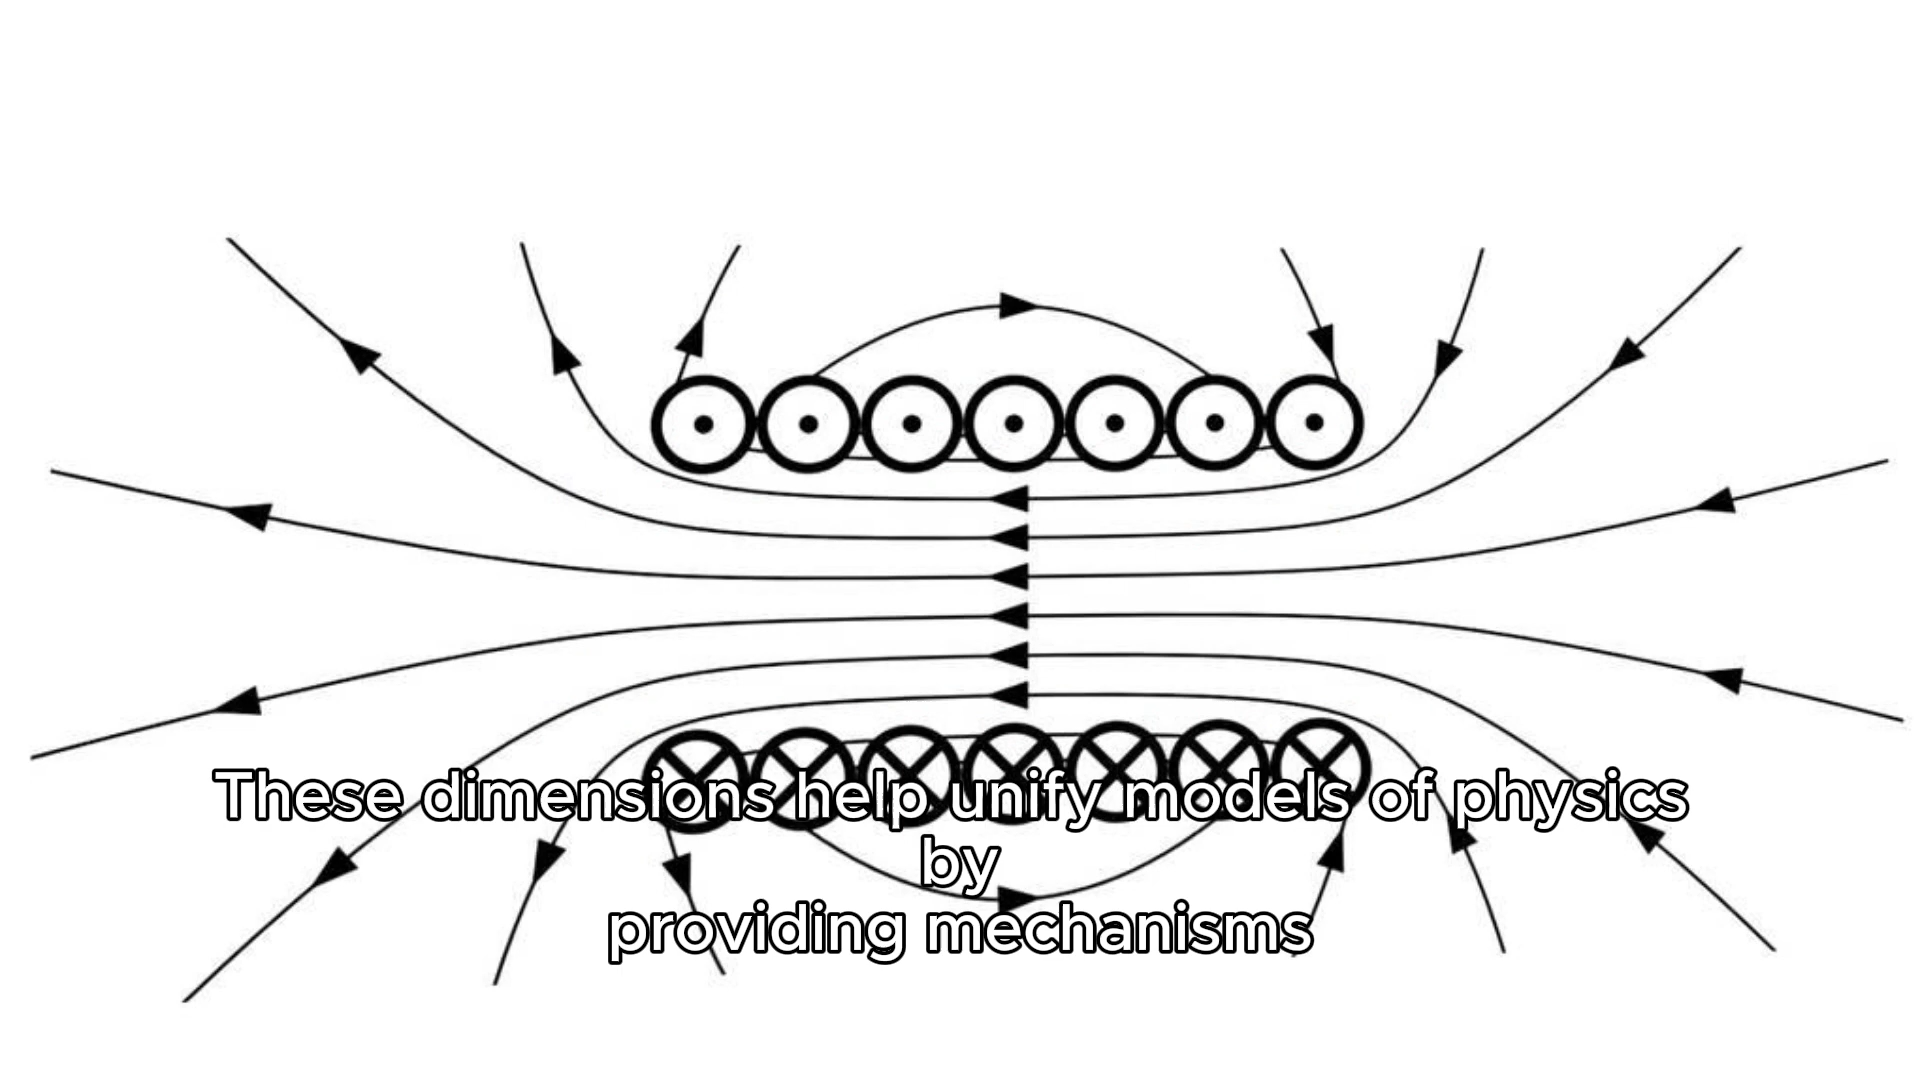 These dimensions help unify models of physics
by
providing mechanisms